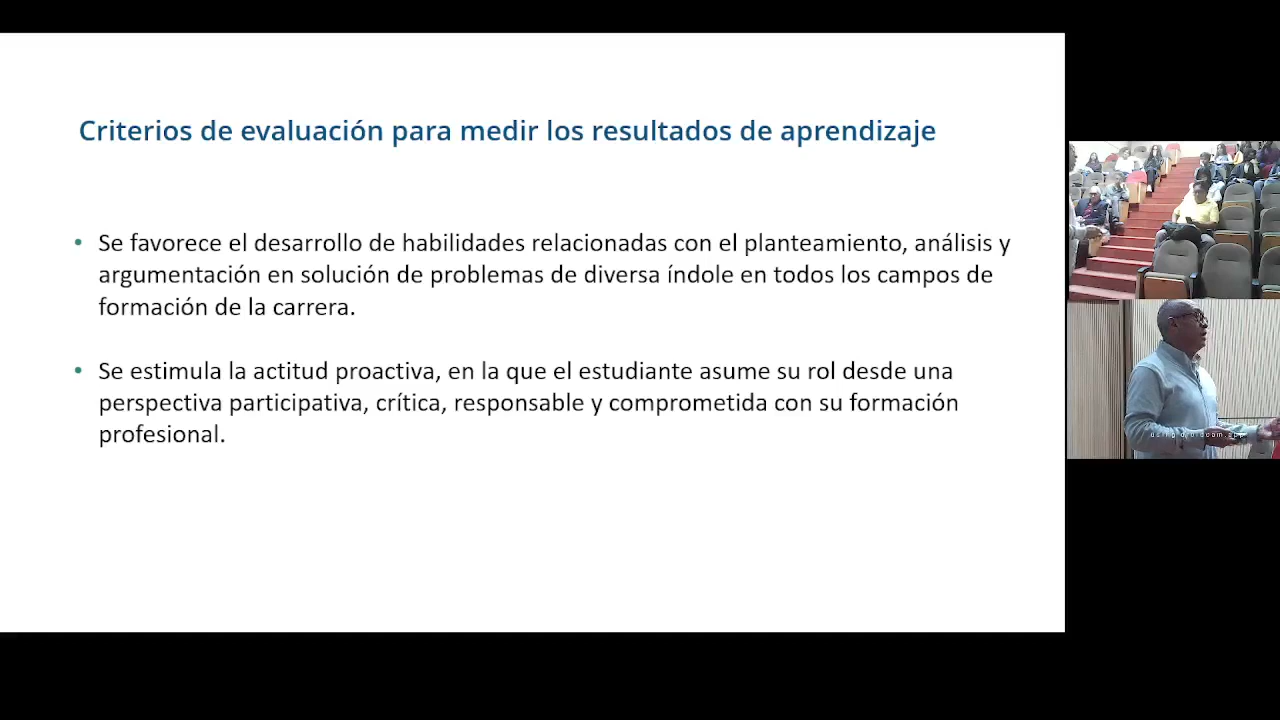 Criterios de evaluación para medir los resultados de aprendizaje
• Se favorece el desarrollo de habilidades relacionadas con el planteamiento, análisis y
argumentación en solución de problemas de diversa índole en todos los campos de
formación de la carrera.
• Se estimula la actitud proactiva, en la que el estudiante asume su rol desde una
perspectiva participativa, crítica, responsable y comprometida con su formación
profesional.